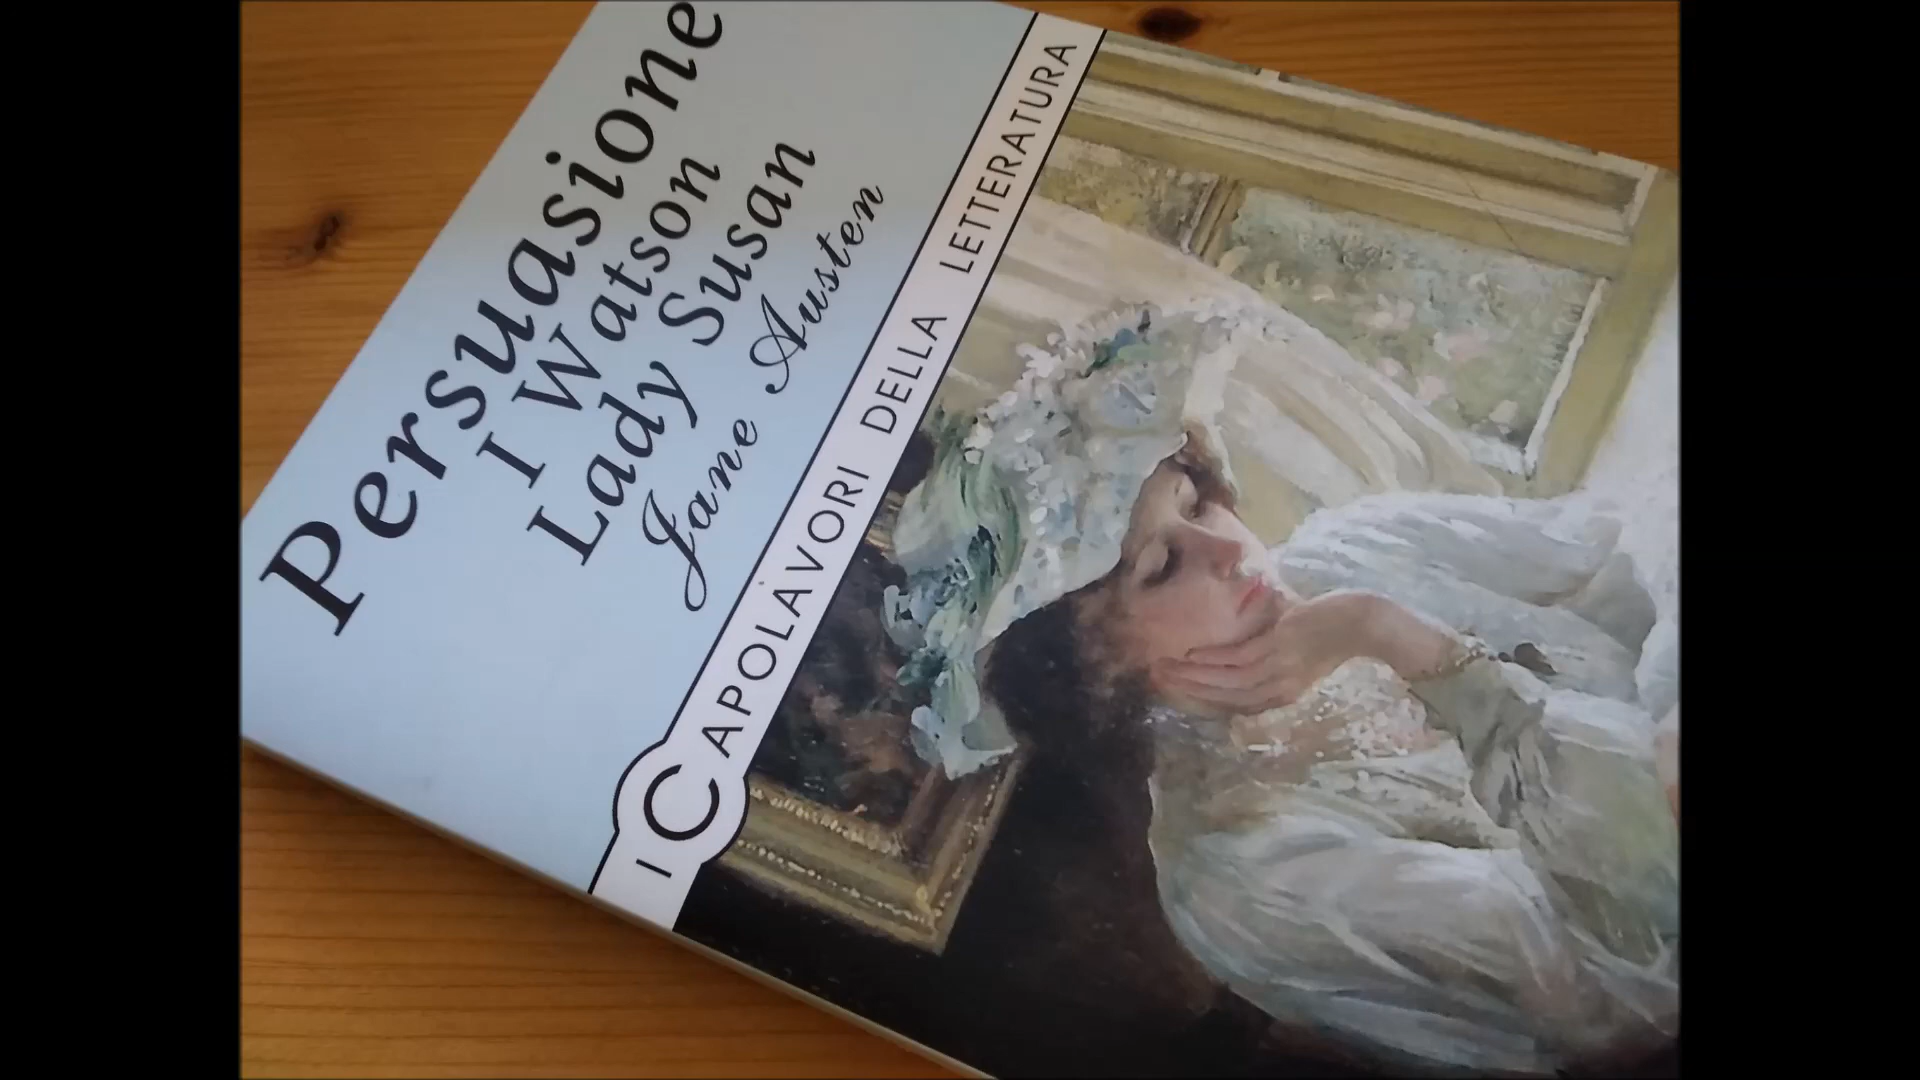 Persuasione
I Watson
Lady Susan
Jane Austen
I CAPOLAVORI DELLA LETTERATURA